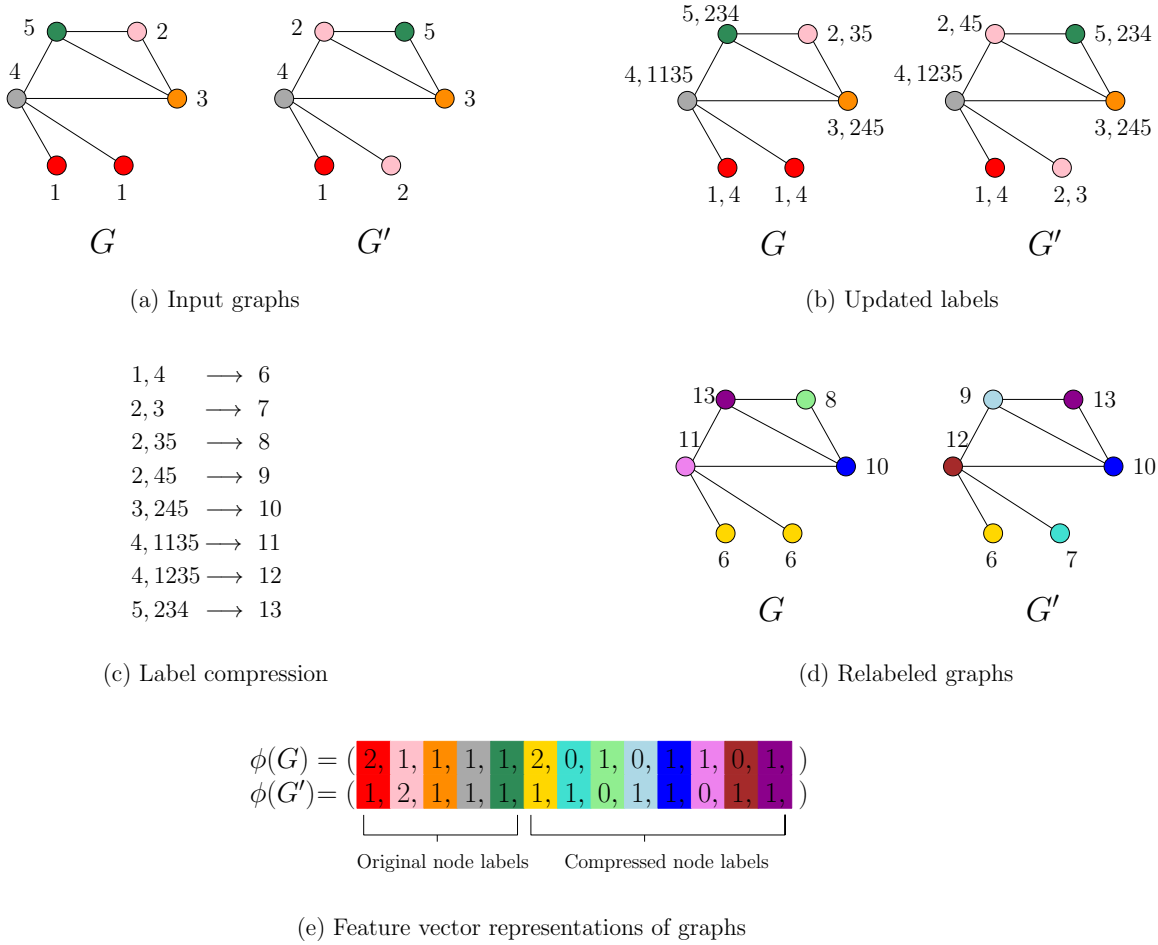 5 2 2 5
4 3 4 3
1 1 1 2
G G′
(a) Input graphs
5, 234 2, 35 2, 45 5, 234
4, 1135 3, 245 4, 1235 3, 245
1, 4 1, 4 1, 4 2, 3
G G′
(b) Updated labels
1, 4 ⟶ 6
2, 3 ⟶ 7
2, 35 ⟶ 8
2, 45 ⟶ 9
3, 245 ⟶ 10
4, 1135 ⟶ 11
4, 1235 ⟶ 12
5, 234 ⟶ 13
(c) Label compression
13 8 9 13
11 10 12 10
6 6 6 7
G G′
(d) Relabeled graphs
ϕ(G) = ( 2, 1, 1, 1, 1, 2, 0, 1, 0, 1, 1, 0, 1, )
ϕ(G′)= ( 1, 2, 1, 1, 1, 1, 1, 0, 1, 1, 0, 1, 1, )
Original node labels Compressed node labels
(e) Feature vector representations of graphs